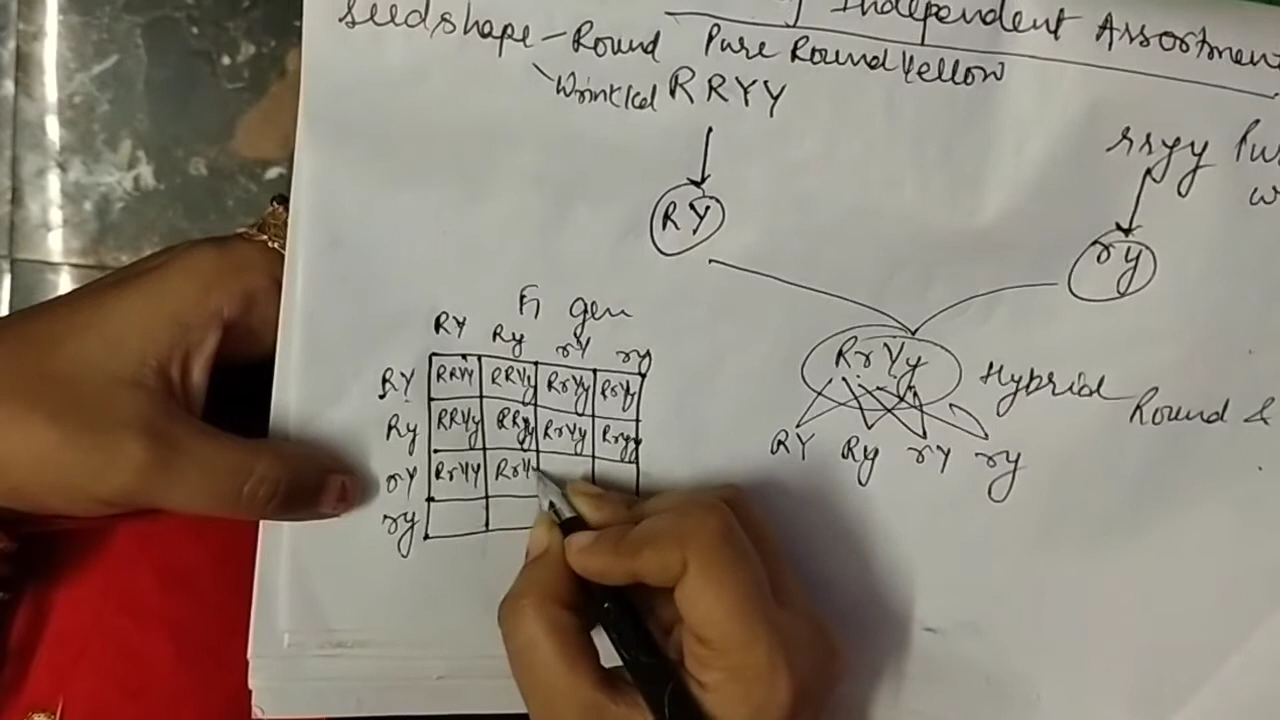 Independent Assortment
Seedshape - Round Pure Round Yellow
Wrinkled RRYY
rryy
RY
ry
F1 gen
RY Ry rY ry
RY RRYY RRYy RrYy RrYy
Ry RRYy RRyy RrYy Rryy
rY RrYY RrYy
ry
RrYy Hybrid Round &
RY Ry rY ry